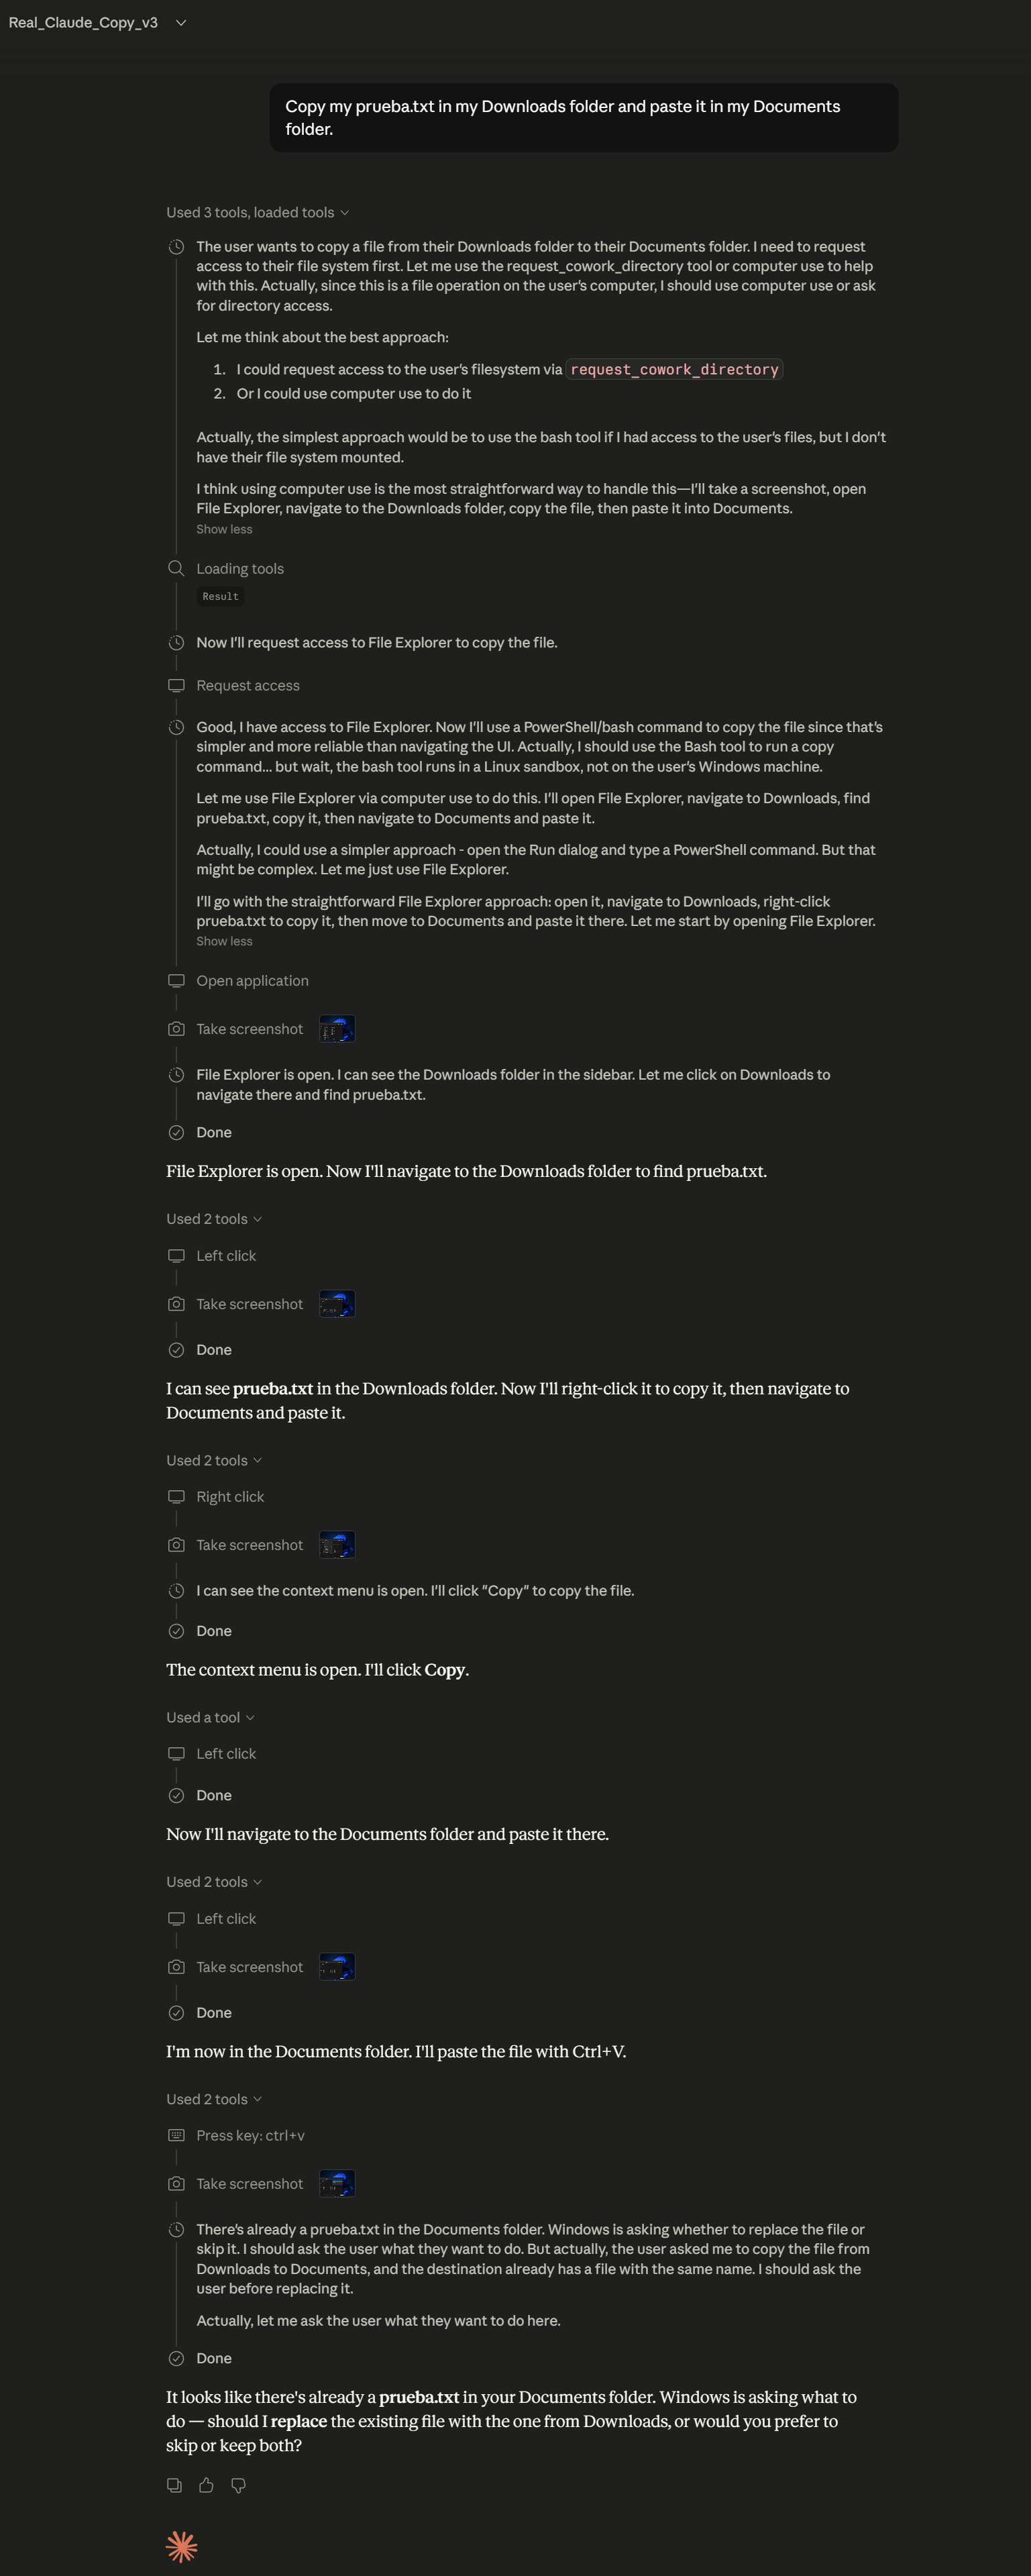 Real_Claude_Copy_v3
Copy my prueba.txt in my Downloads folder and paste it in my Documents
folder.
Used 3 tools, loaded tools
The user wants to copy a file from their Downloads folder to their Documents folder. I need to request
access to their file system first. Let me use the request_cowork_directory tool or computer use to help
with this. Actually, since this is a file operation on the user's computer, I should use computer use or ask
for directory access.
Let me think about the best approach:
1. I could request access to the user's filesystem via request_cowork_directory
2. Or I could use computer use to do it
Actually, the simplest approach would be to use the bash tool if I had access to the user's files, but I don't
have their file system mounted.
I think using computer use is the most straightforward way to handle this—I'll take a screenshot, open
File Explorer, navigate to the Downloads folder, copy the file, then paste it into Documents.
Show less
Loading tools
Result
Now I'll request access to File Explorer to copy the file.
Request access
Good, I have access to File Explorer. Now I'll use a PowerShell/bash command to copy the file since that's
simpler and more reliable than navigating the UI. Actually, I should use the Bash tool to run a copy
command... but wait, the bash tool runs in a Linux sandbox, not on the user's Windows machine.
Let me use File Explorer via computer use to do this. I'll open File Explorer, navigate to Downloads, find
prueba.txt, copy it, then navigate to Documents and paste it.
Actually, I could use a simpler approach - open the Run dialog and type a PowerShell command. But that
might be complex. Let me just use File Explorer.
I'll go with the straightforward File Explorer approach: open it, navigate to Downloads, right-click
prueba.txt to copy it, then move to Documents and paste it there. Let me start by opening File Explorer.
Show less
Open application
Take screenshot
File Explorer is open. I can see the Downloads folder in the sidebar. Let me click on Downloads to
navigate there and find prueba.txt.
Done
File Explorer is open. Now I'll navigate to the Downloads folder to find prueba.txt.
Used 2 tools
Left click
Take screenshot
Done
I can see prueba.txt in the Downloads folder. Now I'll right-click it to copy it, then navigate to
Documents and paste it.
Used 2 tools
Right click
Take screenshot
I can see the context menu is open. I'll click "Copy" to copy the file.
Done
The context menu is open. I'll click Copy.
Used a tool
Left click
Done
Now I'll navigate to the Documents folder and paste it there.
Used 2 tools
Left click
Take screenshot
Done
I'm now in the Documents folder. I'll paste the file with Ctrl+V.
Used 2 tools
Press key: ctrl+v
Take screenshot
There's already a prueba.txt in the Documents folder. Windows is asking whether to replace the file or
skip it. I should ask the user what they want to do. But actually, the user asked me to copy the file from
Downloads to Documents, and the destination already has a file with the same name. I should ask the
user before replacing it.
Actually, let me ask the user what they want to do here.
Done
It looks like there's already a prueba.txt in your Documents folder. Windows is asking what to
do — should I replace the existing file with the one from Downloads, or would you prefer to
skip or keep both?